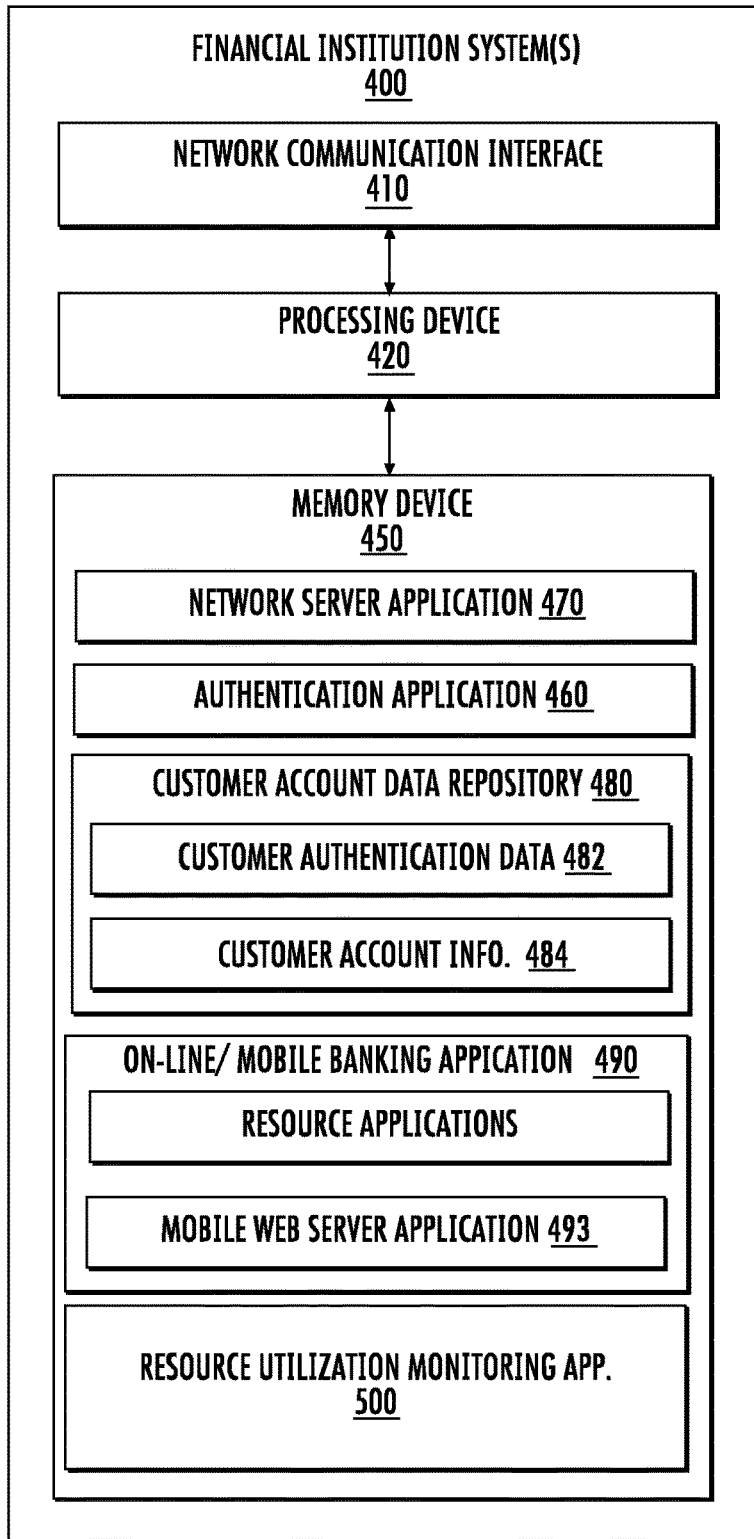 FINANCIAL INSTITUTION SYSTEM(S)
400
NETWORK COMMUNICATION INTERFACE
410
PROCESSING DEVICE
420
MEMORY DEVICE
450
NETWORK SERVER APPLICATION 470
AUTHENTICATION APPLICATION 460
CUSTOMER ACCOUNT DATA REPOSITORY 480
CUSTOMER AUTHENTICATION DATA 482
CUSTOMER ACCOUNT INFO. 484
ON-LINE/ MOBILE BANKING APPICATION 490
RESOURCE APPLICATIONS
MOBILE WEB SERVER APPLICATION 493
RESOURCE UTILIZATION MONITORING APP.
500